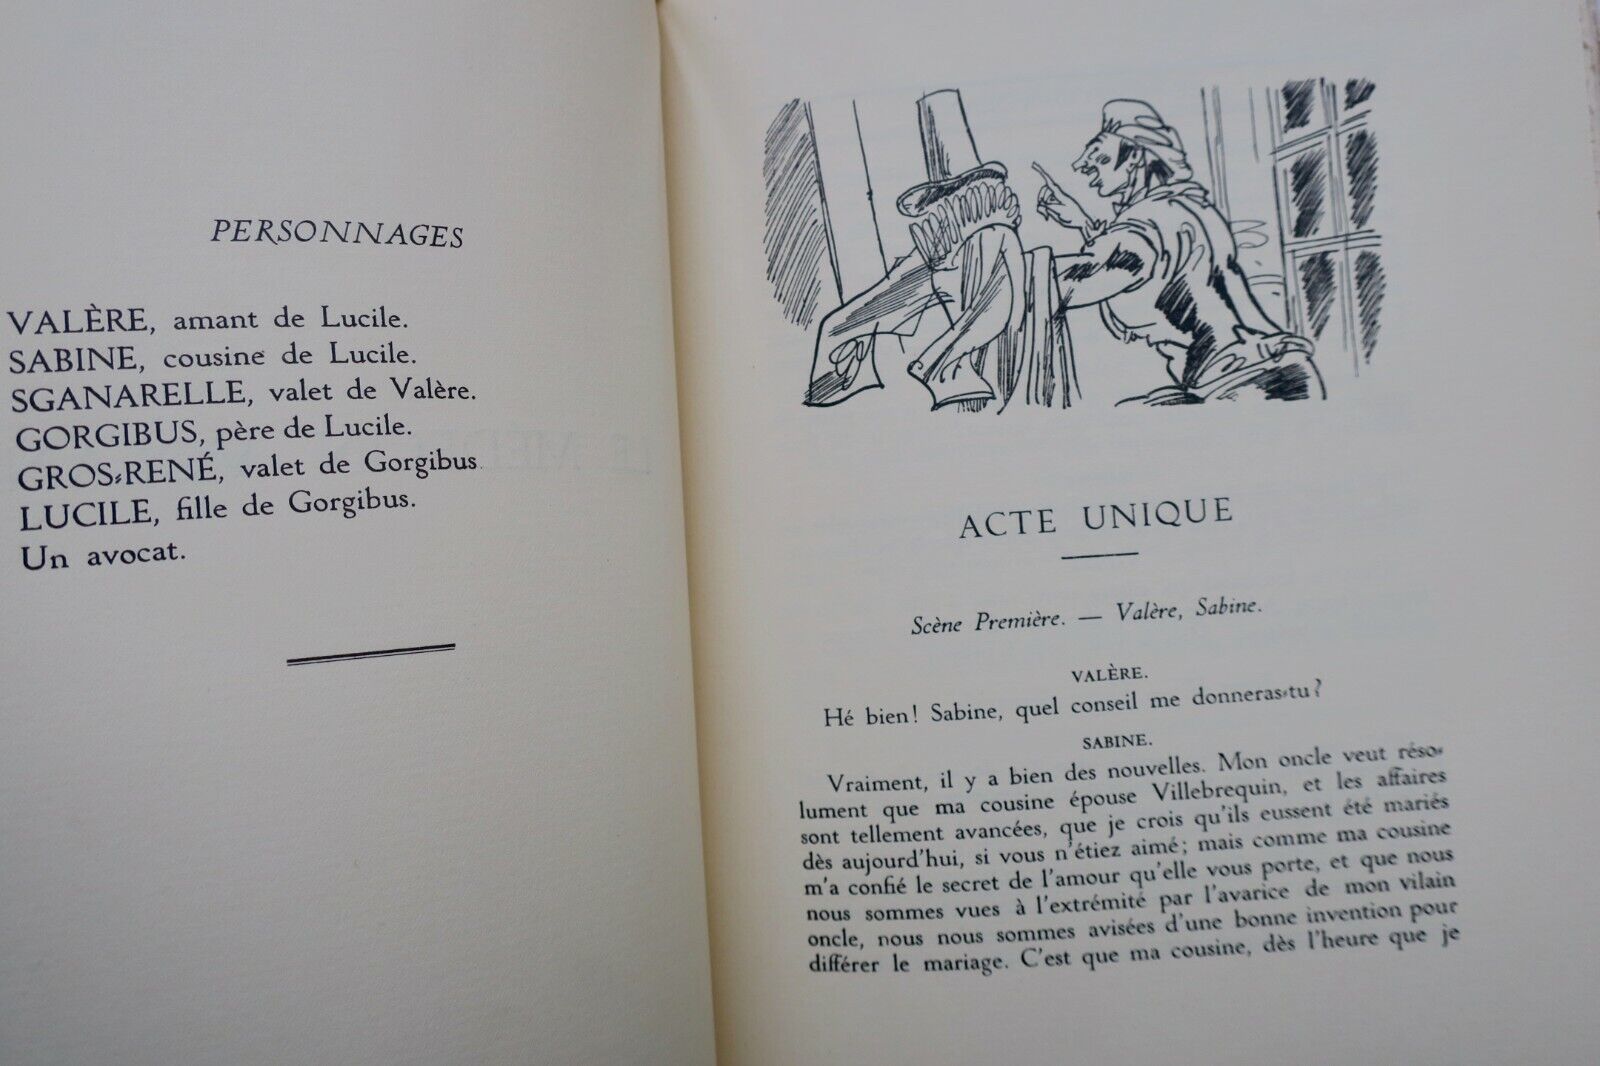 PERSONNAGES
VALÈRE, amant de Lucile.
SABINE, cousine de Lucile.
SGANARELLE, valet de Valère.
GORGIBUS, père de Lucile.
GROS-RENÉ, valet de Gorgibus.
LUCILE, fille de Gorgibus.
Un avocat.
ACTE UNIQUE
Scène Première. — Valère, Sabine.
VALÈRE.
Hé bien! Sabine, quel conseil me donneras-tu?
SABINE.
Vraiment, il y a bien des nouvelles. Mon oncle veut réso-
lument que ma cousine épouse Villebrequin, et les affaires
sont tellement avancées, que je crois qu'ils eussent été mariés
dès aujourd'hui, si vous n'étiez aimé; mais comme ma cousine
m'a confié le secret de l'amour qu'elle vous porte, et que nous
nous sommes vues à l'extrémité par l'avarice de mon vilain
oncle, nous nous sommes avisées d'une bonne invention pour
différer le mariage. C'est que ma cousine, dès l'heure que je